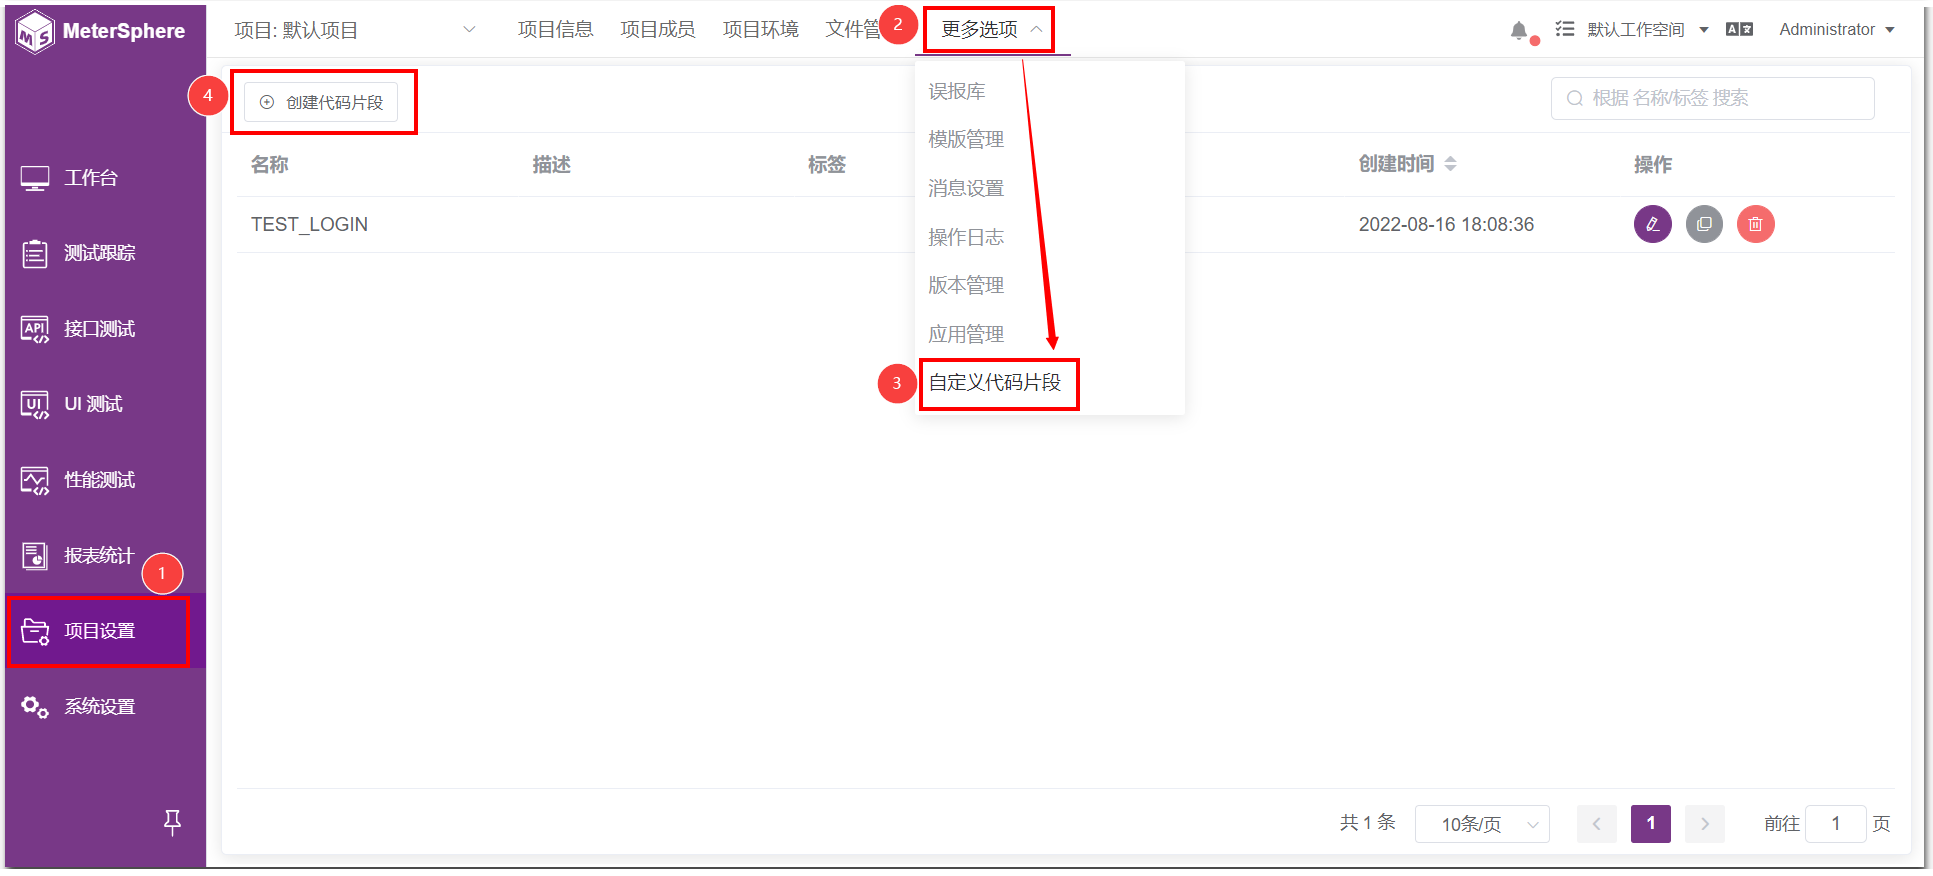 MeterSphere
项目: 默认项目
项目信息
项目成员
项目环境
文件管
2
更多选项
默认工作空间
Administrator
4
创建代码片段
根据 名称/标签 搜索
误报库
模版管理
消息设置
操作日志
版本管理
应用管理
3
自定义代码片段
名称
描述
标签
创建时间
操作
TEST_LOGIN
2022-08-16 18:08:36
工作台
测试跟踪
API
接口测试
UI
UI 测试
性能测试
报表统计
1
项目设置
系统设置
共 1 条
10条/页
1
前往
1
页